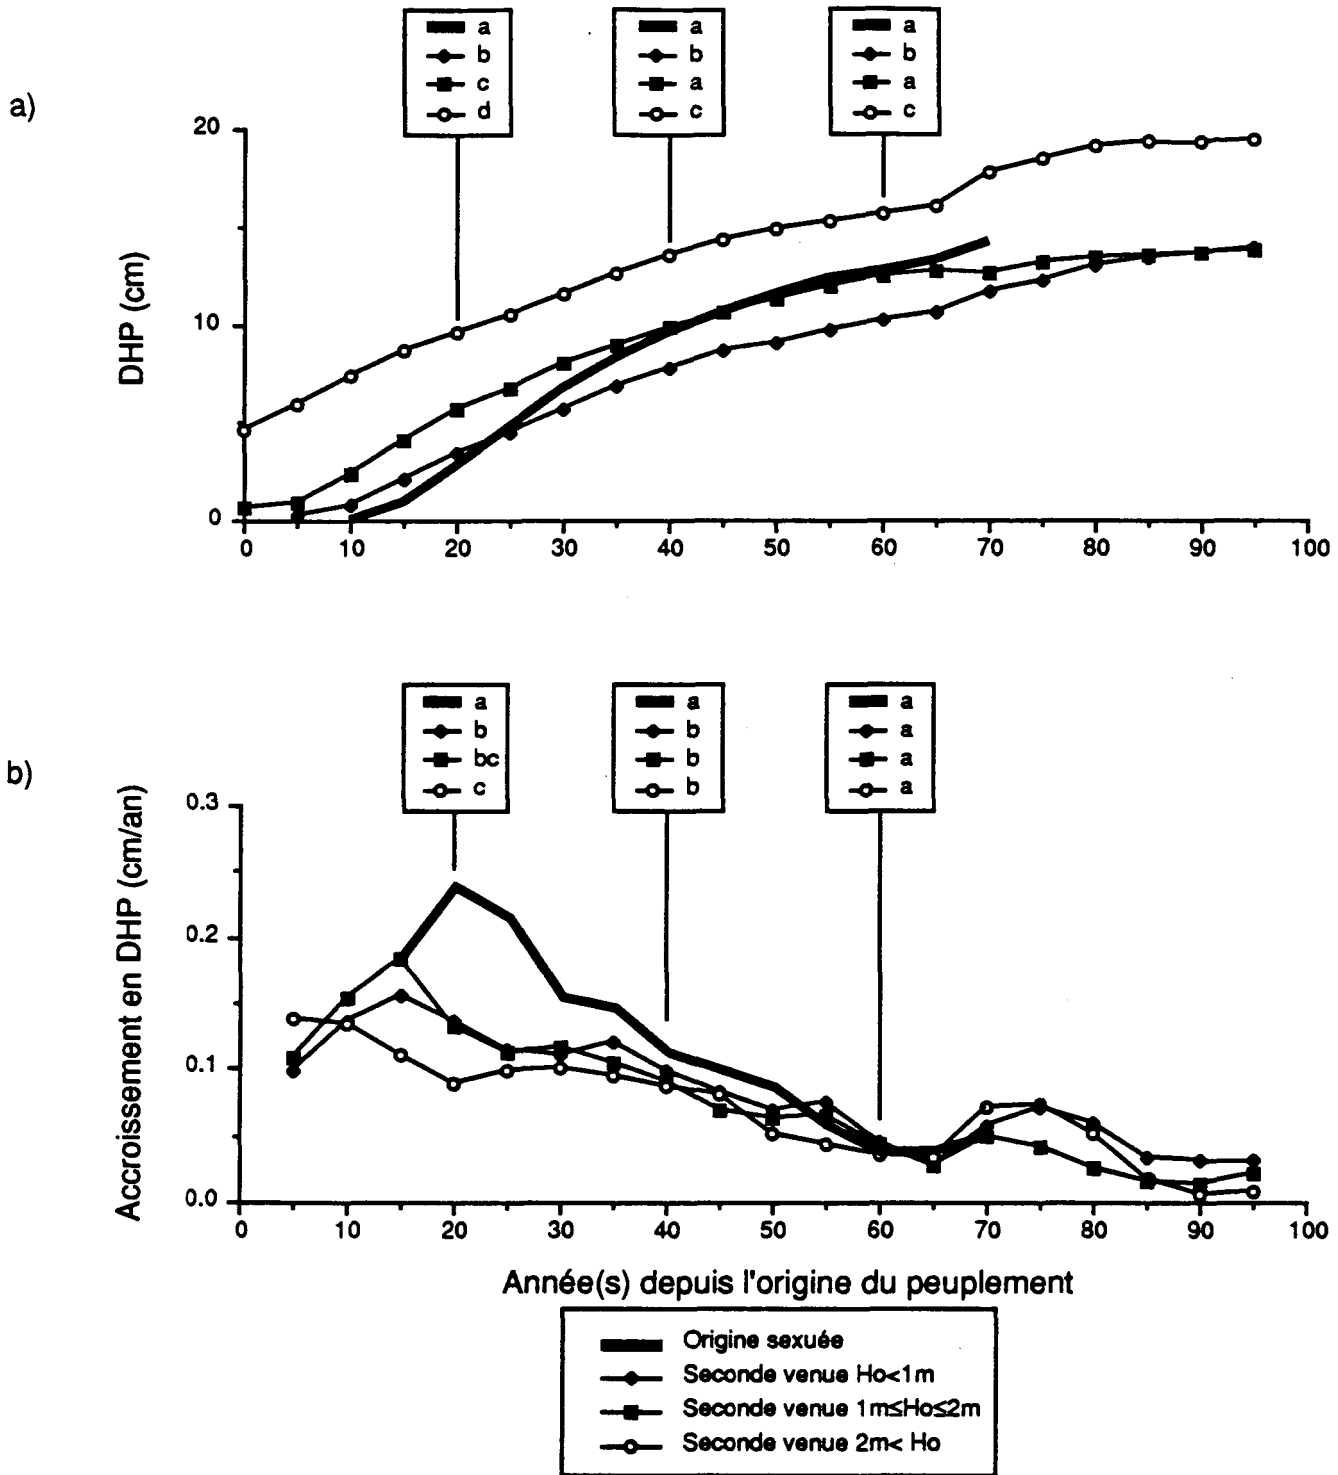 a)
a
b
c
d
a
b
a
c
a
b
a
c
DHP (cm)
20
10
0
0 10 20 30 40 50 60 70 80 90 100
b)
a
b
bc
c
a
b
b
b
a
a
a
a
Accroissement en DHP (cm/an)
0.3
0.2
0.1
0.0
0 10 20 30 40 50 60 70 80 90 100
Année(s) depuis l'origine du peuplement
Origine sexuée
Seconde venue Ho<1m
Seconde venue 1m≤Ho≤2m
Seconde venue 2m< Ho